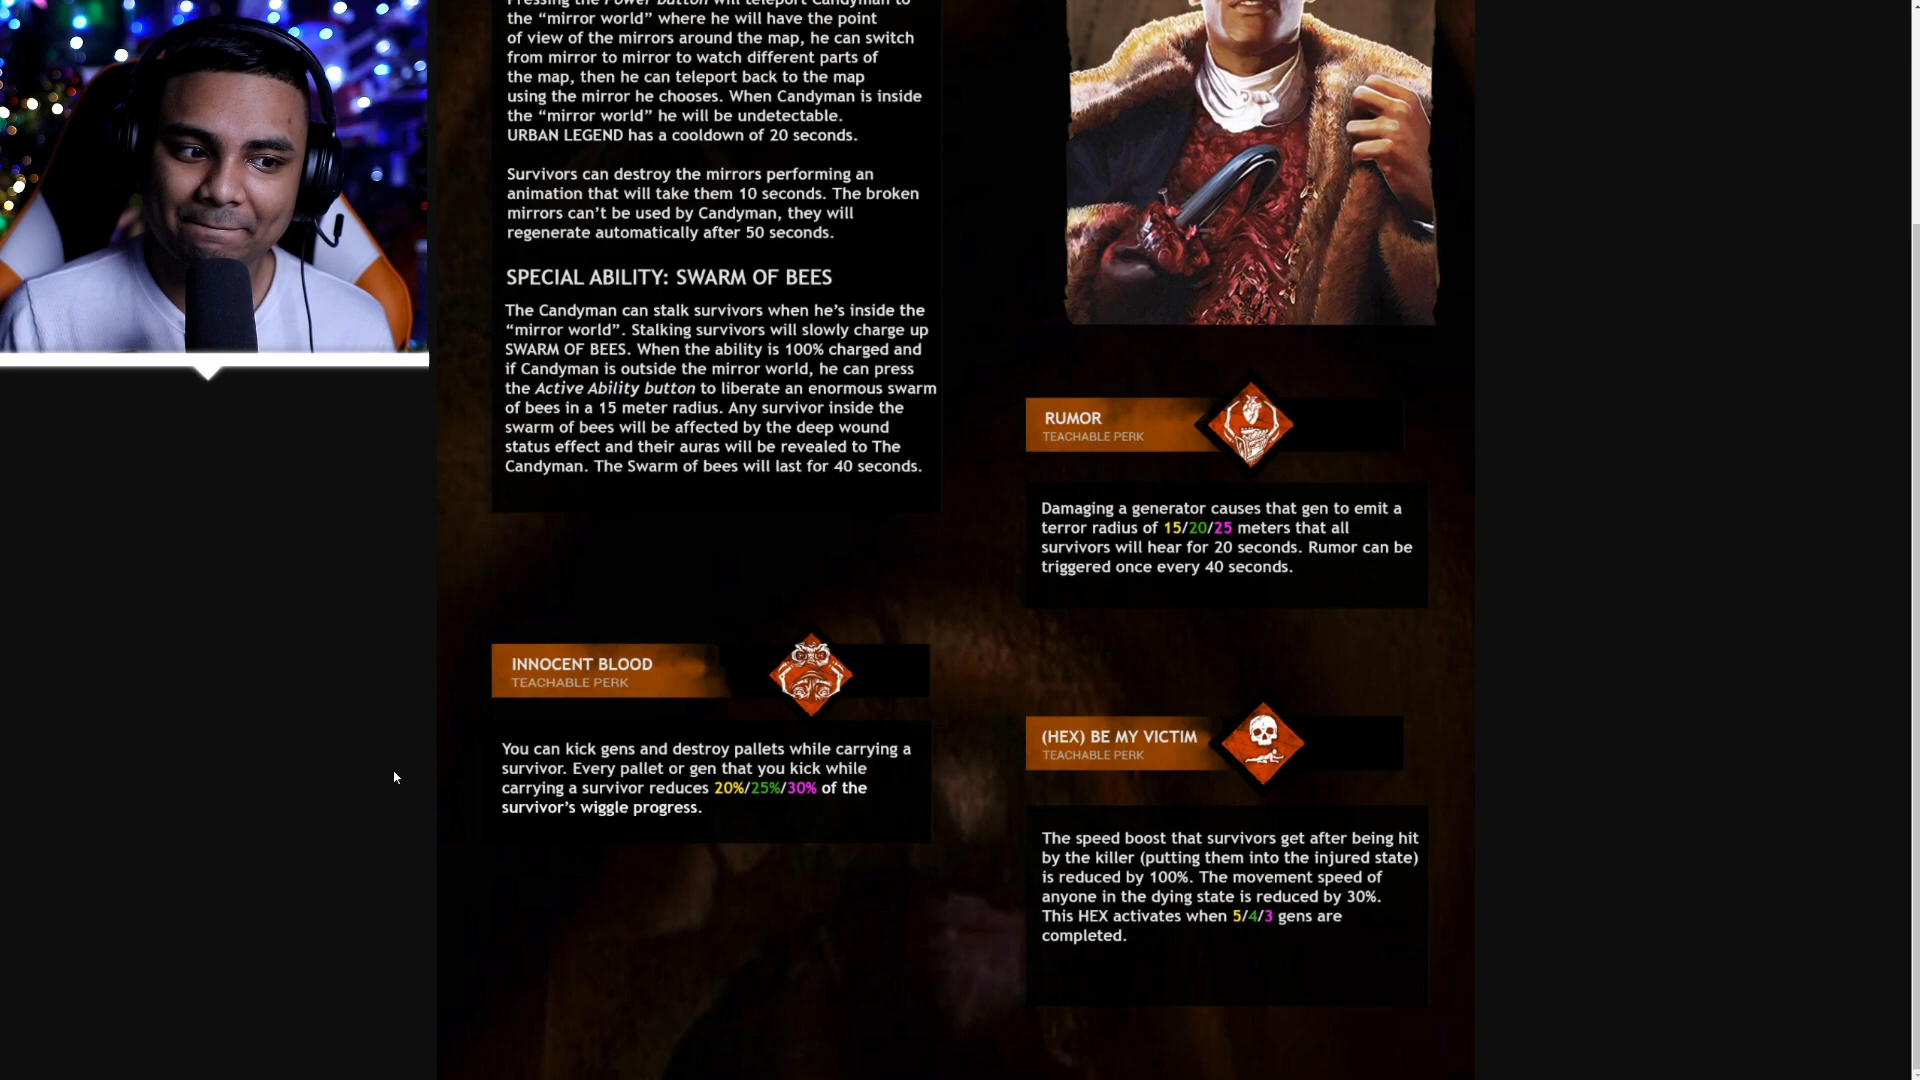 Pressing the Power button will teleport Candyman to
the “mirror world” where he will have the point
of view of the mirrors around the map, he can switch
from mirror to mirror to watch different parts of
the map, then he can teleport back to the map
using the mirror he chooses. When Candyman is inside
the “mirror world” he will be undetectable.
URBAN LEGEND has a cooldown of 20 seconds.
Survivors can destroy the mirrors performing an
animation that will take them 10 seconds. The broken
mirrors can’t be used by Candyman, they will
regenerate automatically after 50 seconds.
SPECIAL ABILITY: SWARM OF BEES
The Candyman can stalk survivors when he’s inside the
“mirror world”. Stalking survivors will slowly charge up
SWARM OF BEES. When the ability is 100% charged and
if Candyman is outside the mirror world, he can press
the Active Ability button to liberate an enormous swarm
of bees in a 15 meter radius. Any survivor inside the
swarm of bees will be affected by the deep wound
status effect and their auras will be revealed to The
Candyman. The Swarm of bees will last for 40 seconds.
RUMOR
TEACHABLE PERK
Damaging a generator causes that gen to emit a
terror radius of 15/20/25 meters that all
survivors will hear for 20 seconds. Rumor can be
triggered once every 40 seconds.
INNOCENT BLOOD
TEACHABLE PERK
You can kick gens and destroy pallets while carrying a
survivor. Every pallet or gen that you kick while
carrying a survivor reduces 20%/25%/30% of the
survivor’s wiggle progress.
(HEX) BE MY VICTIM
TEACHABLE PERK
The speed boost that survivors get after being hit
by the killer (putting them into the injured state)
is reduced by 100%. The movement speed of
anyone in the dying state is reduced by 30%.
This HEX activates when 5/4/3 gens are
completed.